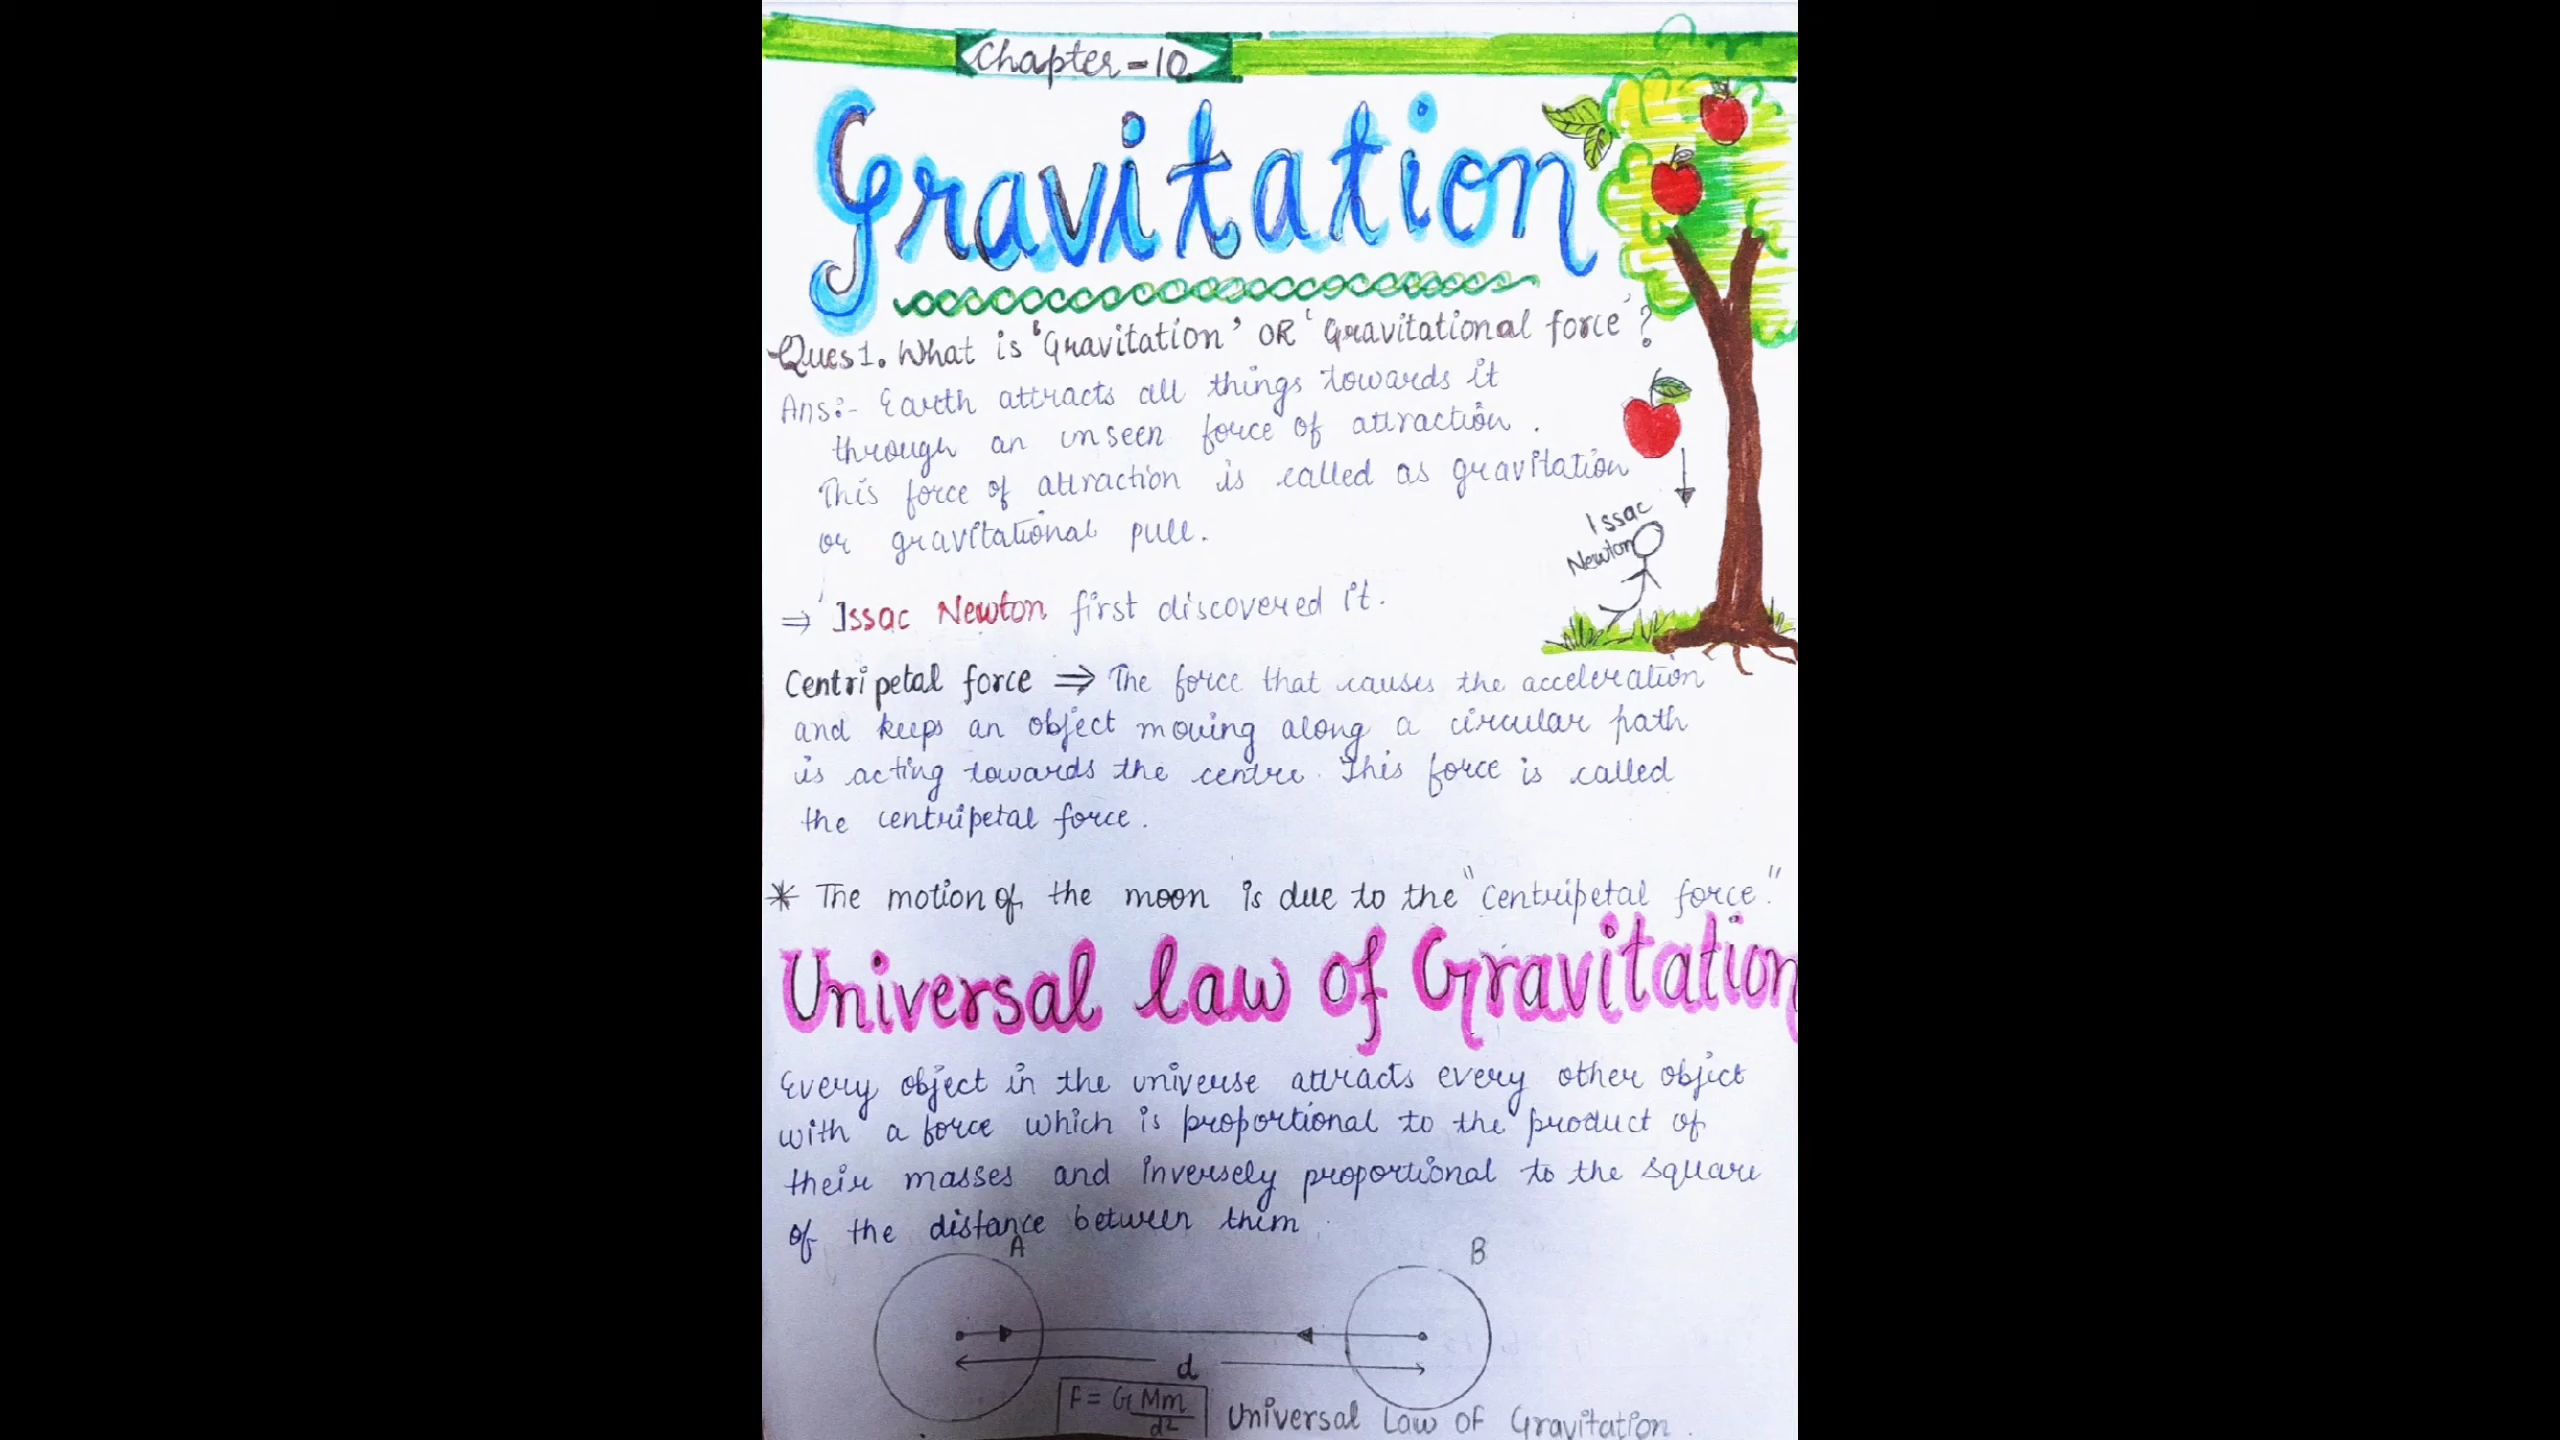 Chapter - 10
Gravitation
Ques 1. What is 'Gravitation' OR 'Gravitational force'?
Ans:- Earth attracts all things towards it
through an unseen force of attraction.
This force of attraction is called as gravitation
or gravitational pull.
Issac
Newton
⇒ Issac Newton first discovered it.
Centripetal force ⇒ The force that causes the acceleration
and keeps an object moving along a circular path
is acting towards the centre. This force is called
the centripetal force.
* The motion of the moon is due to the "centripetal force".
Universal law of Gravitation
Every object in the universe attracts every other object
with a force which is proportional to the product of
their masses and inversely proportional to the square
of the distance between them
A B
d
F = G Mm/d² Universal Law of Gravitation.